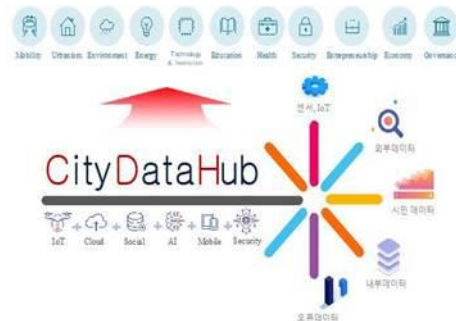 Mobility Urbanism Environment Energy Technology & Innovation Education Health Security Entrepreneurship Economy Governance
센서, IoT
외부데이터
CityDataHub
시민 데이터
IoT + Cloud + Social + AI + Mobile + Security
내부데이터
오픈데이터